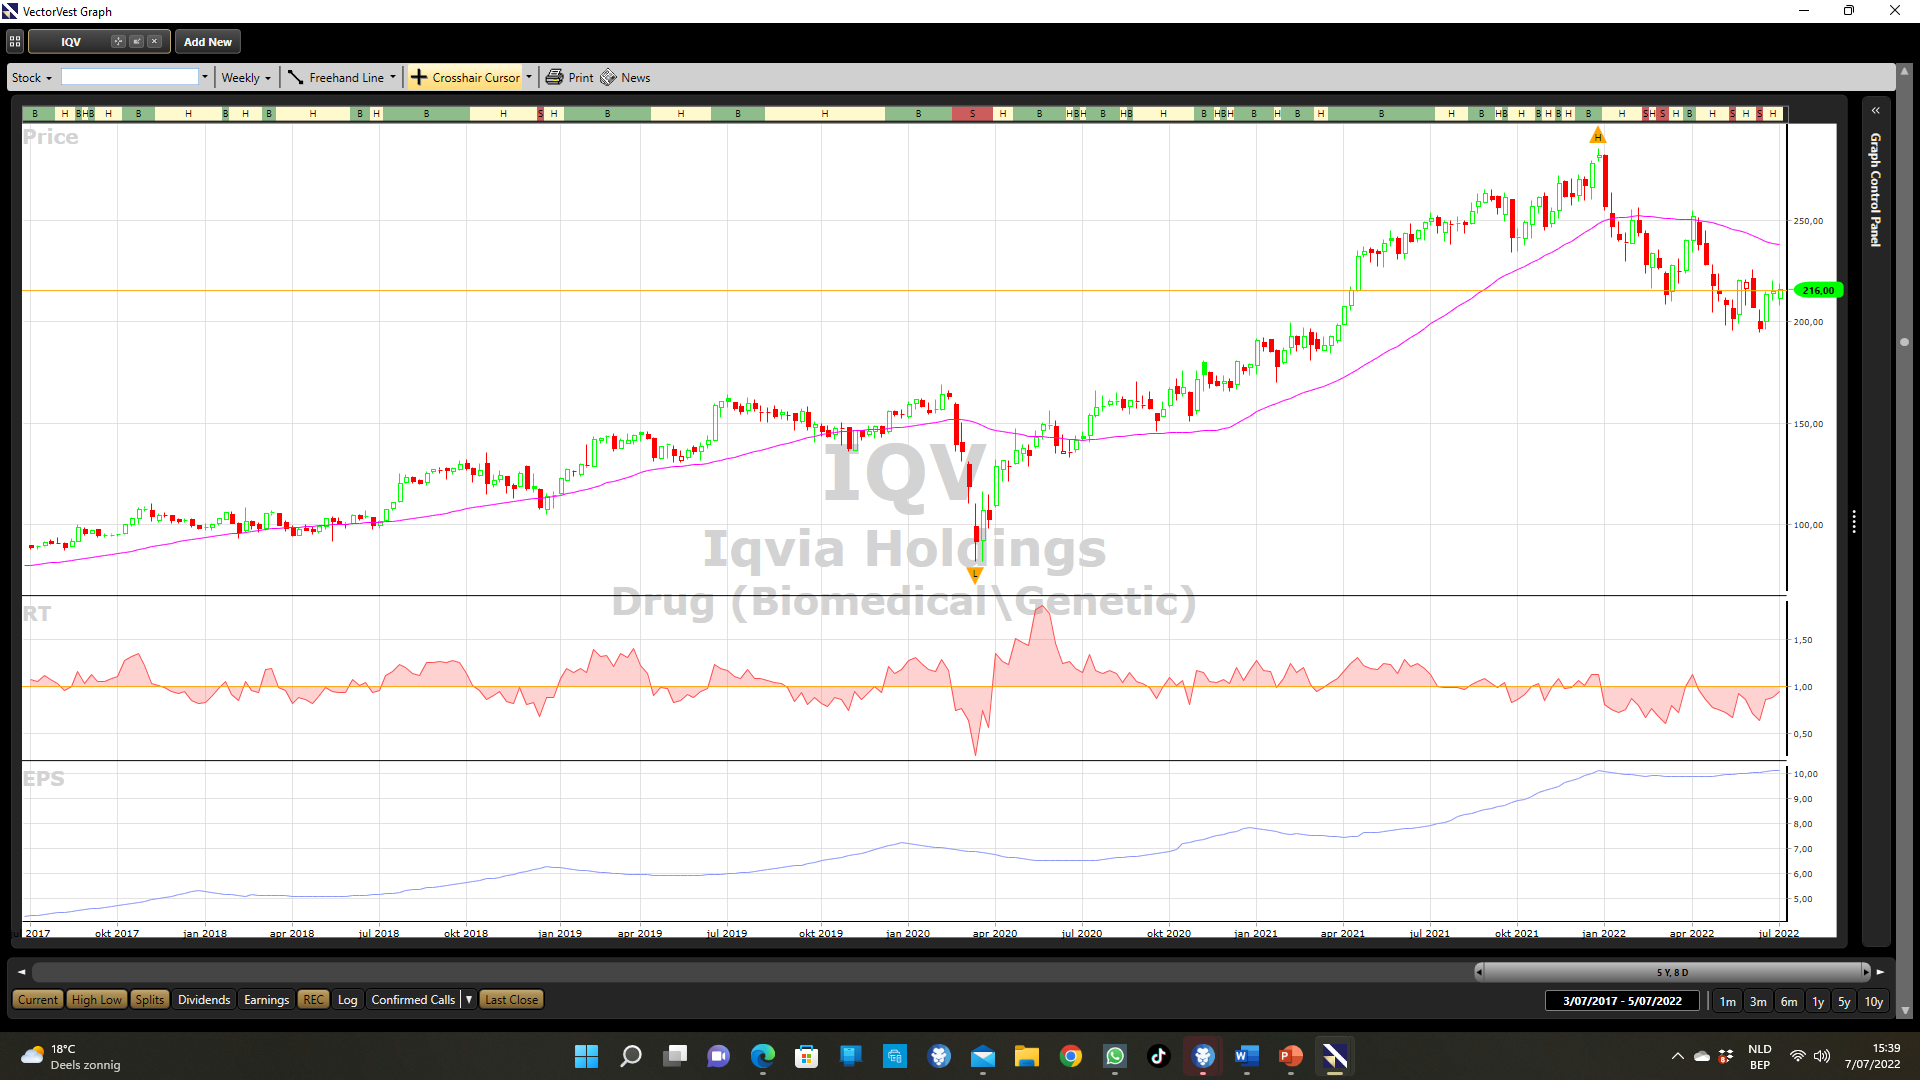 VectorVest Graph
IQV Add New
Stock Weekly Freehand Line Crosshair Cursor Print News
B H B H B H B H B H B H B H B H S H B H B H B S H B H B H B H B H B H B H B H B H B H B H B H B H B H B H S H S H B H S H S H
Price
H
Graph Control Panel
250,00
216,00
200,00
150,00
IQV
100,00
Iqvia Holdings
L
Drug (Biomedical\Genetic)
RT
1,50
1,00
0,50
EPS
10,00
9,00
8,00
7,00
6,00
5,00
2017 okt 2017 jan 2018 apr 2018 jul 2018 okt 2018 jan 2019 apr 2019 jul 2019 okt 2019 jan 2020 apr 2020 jul 2020 okt 2020 jan 2021 apr 2021 jul 2021 okt 2021 jan 2022 apr 2022 jul 2022
5 Y, 8 D
Current High Low Splits Dividends Earnings REC Log Confirmed Calls Last Close 3/07/2017 - 5/07/2022 1m 3m 6m 1y 5y 10y
18°C
Deels zonnig
NLD
BEP
15:39
7/07/2022